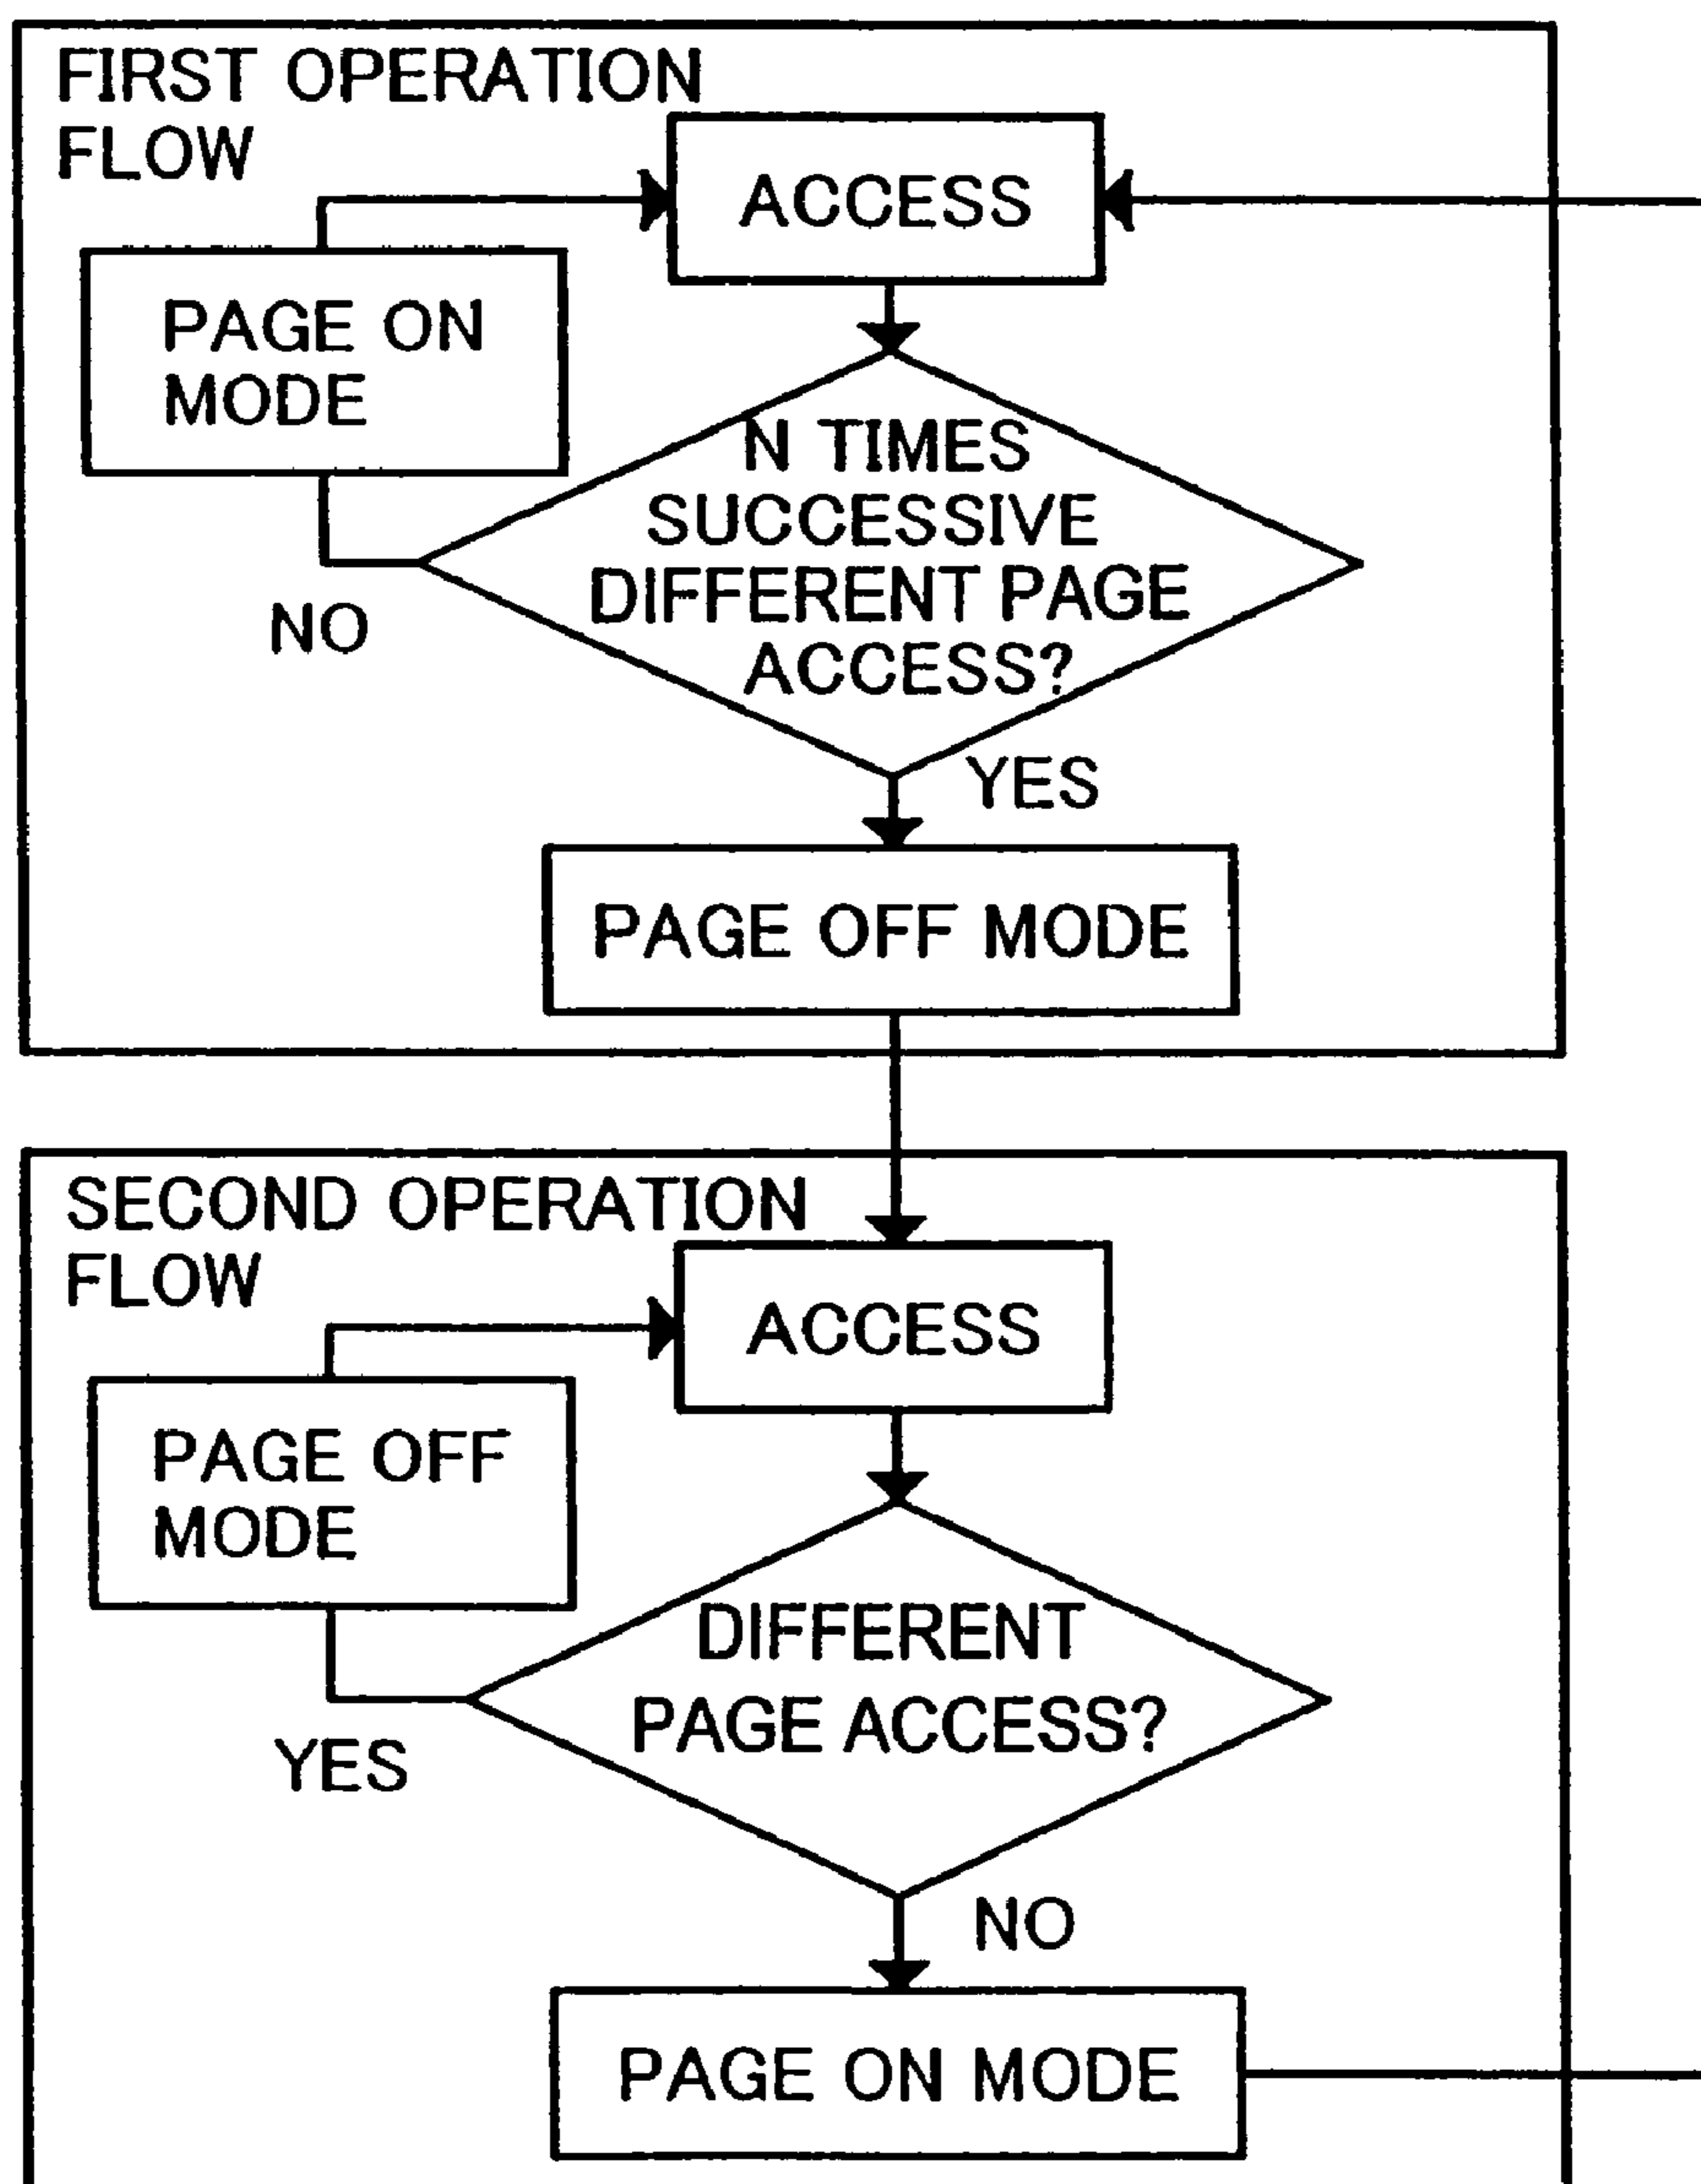 FIRST OPERATION
FLOW
ACCESS
PAGE ON
MODE
N TIMES
SUCCESSIVE
DIFFERENT PAGE
ACCESS?
NO
YES
PAGE OFF MODE
SECOND OPERATION
FLOW
ACCESS
PAGE OFF
MODE
DIFFERENT
PAGE ACCESS?
YES
NO
PAGE ON MODE